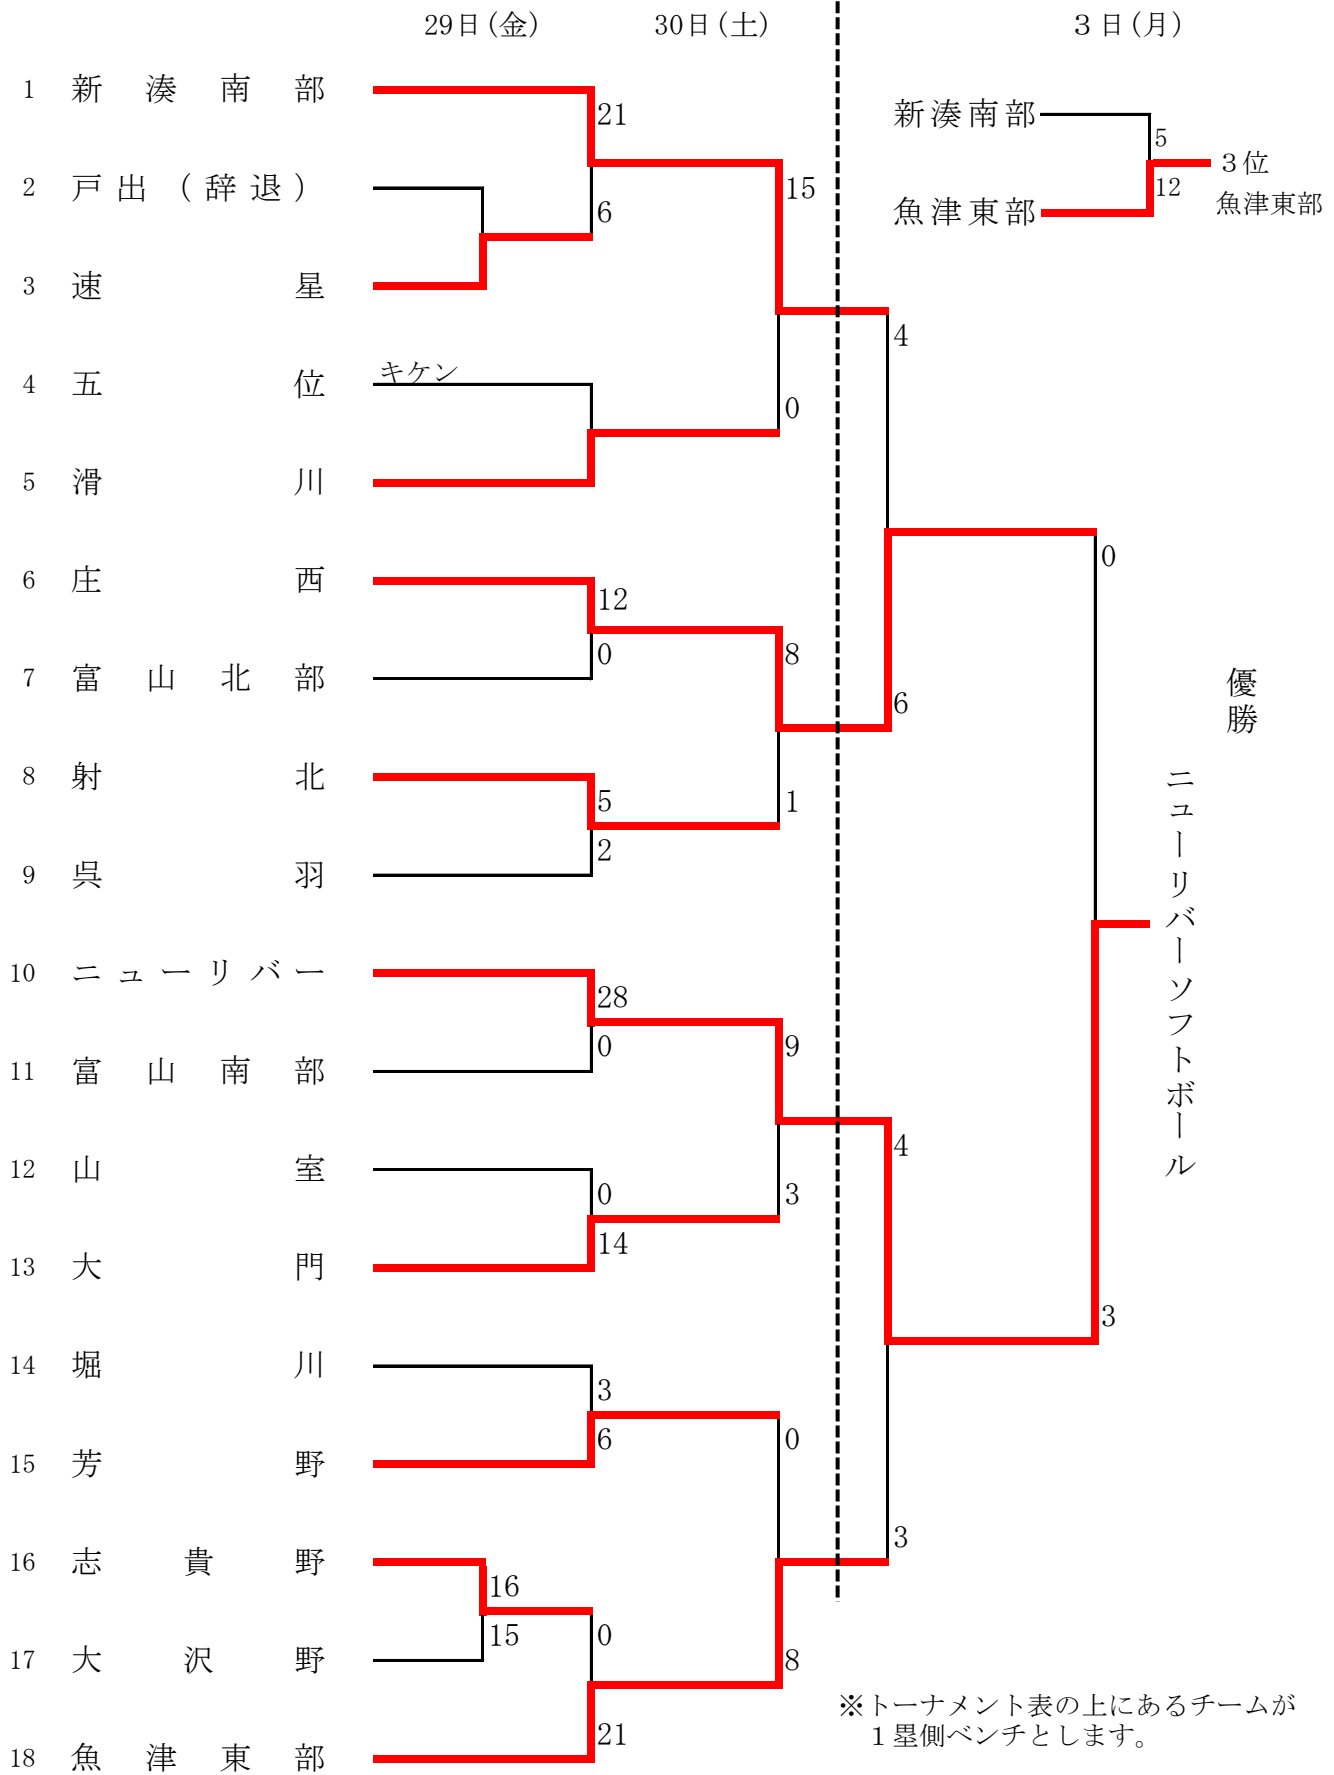 29日(金) 30日(土) 3日(月)
1 新湊南部
21
新湊南部
5
3位
2 戸出（辞退）
15
12
魚津東部
6
魚津東部
3 速星
4
4 五位
キケン
0
5 滑川
0
6 庄西
12
0
8
7 富山北部
6
優勝
8 射北
5
1
ニューリバーソフトボール
2
9 呉羽
10 ニューリバー
28
0
9
11 富山南部
4
12 山室
0
3
14
13 大門
3
14 堀川
3
6
0
15 芳野
3
16 志貴野
16
15
0
8
17 大沢野
※トーナメント表の上にあるチームが
1塁側ベンチとします。
21
18 魚津東部